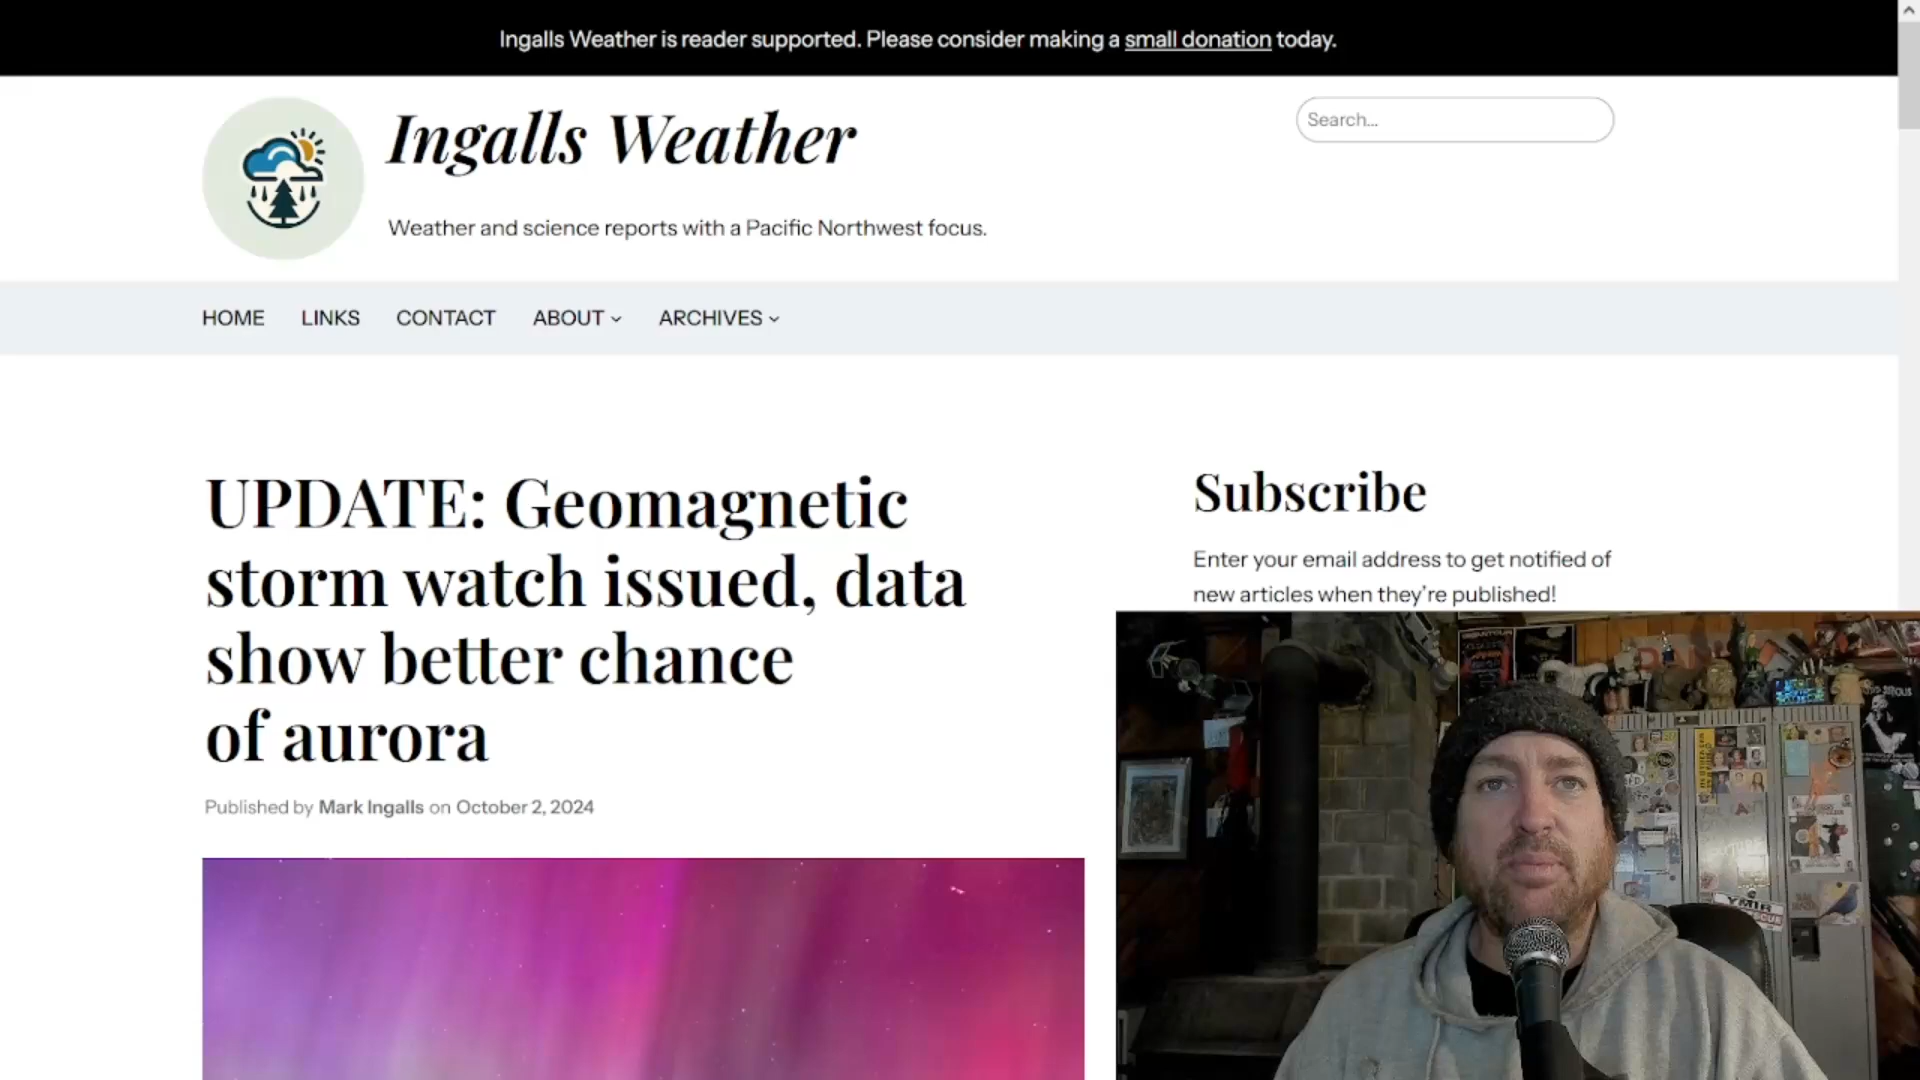 Ingalls Weather is reader supported. Please consider making a small donation today.
Ingalls Weather
Search...
Weather and science reports with a Pacific Northwest focus.
HOME LINKS CONTACT ABOUT ARCHIVES
UPDATE: Geomagnetic
storm watch issued, data
show better chance
of aurora
Published by Mark Ingalls on October 2, 2024
Subscribe
Enter your email address to get notified of
new articles when they’re published!
YMIR